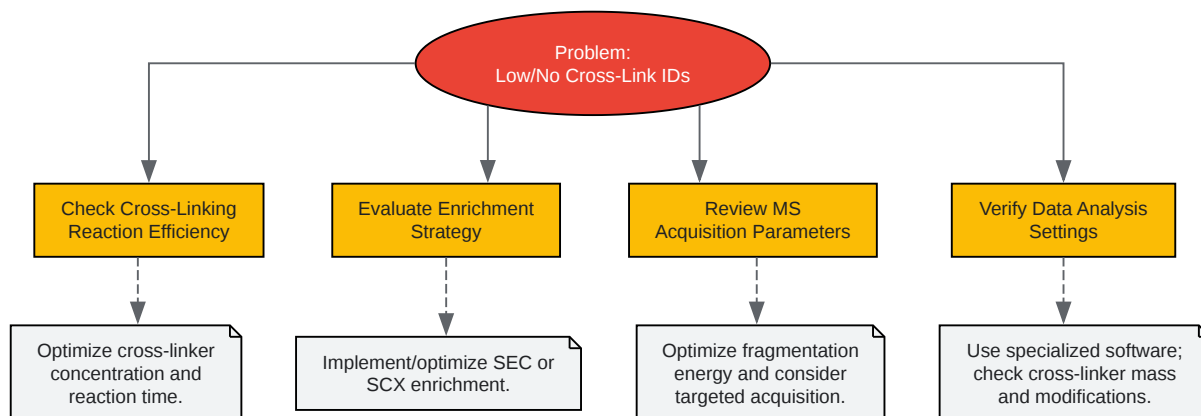 Problem:
Low/No Cross-Link IDs
Check Cross-Linking
Reaction Efficiency
Evaluate Enrichment
Strategy
Review MS
Acquisition Parameters
Verify Data Analysis
Settings
Optimize cross-linker
concentration and
reaction time.
Implement/optimize SEC or
SCX enrichment.
Optimize fragmentation
energy and consider
targeted acquisition.
Use specialized software;
check cross-linker mass
and modifications.